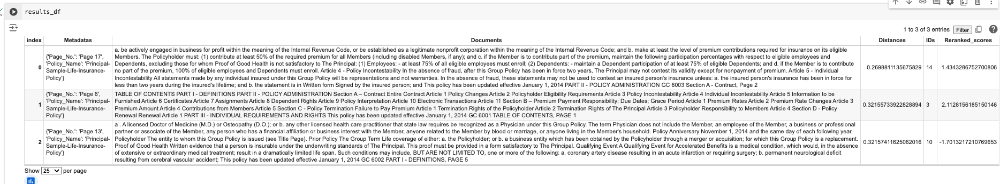 results_df
1 to 3 of 3 entries Filter
index Metadatas Documents Distances IDs Reranked_scores
0
{'Page_No.': 'Page 17',
'Policy_Name': 'Principal-
Sample-Life-Insurance-
Policy'}
a. be actively engaged in business for profit within the meaning of the Internal Revenue Code, or be established as a legitimate nonprofit corporation within the meaning of the Internal Revenue Code; and b. make at least the level of premium contributions required for insurance on its eligible
Members. The Policyholder must: (1) contribute at least 50% of the required premium for all Members (including disabled Members, if any); and c. if the Member is to contribute part of the premium, maintain the following participation percentages with respect to eligible employees and
Dependents, excluding those for whom Proof of Good Health is not satisfactory to The Principal: (1) Employees: - at least 75% of all eligible employees must enroll; (2) Dependents: - maintain a Dependent participation of at least 75% of eligible Dependents; and d. if the Member is to contribute
no part of the premium, 100% of eligible employees and Dependents must enroll. Article 4 - Policy Incontestability In the absence of fraud, after this Group Policy has been in force two years, The Principal may not contest its validity except for nonpayment of premium. Article 5 - Individual
Incontestability All statements made by any individual insured under this Group Policy will be representations and not warranties. In the absence of fraud, these statements may not be used to contest an insured person's insurance unless: a. the insured person's insurance has been in force for
less than two years during the insured's lifetime; and b. the statement is in Written form Signed by the insured person; and This policy has been updated effective January 1, 2014 PART II - POLICY ADMINISTRATION GC 6003 Section A - Contract, Page 2
0.2698811135675829 14 1.4343286752700806
1
{'Page_No.': 'Page 6',
'Policy_Name': 'Principal-
Sample-Life-Insurance-
Policy'}
TABLE OF CONTENTS PART I - DEFINITIONS PART II - POLICY ADMINISTRATION Section A – Contract Entire Contract Article 1 Policy Changes Article 2 Policyholder Eligibility Requirements Article 3 Policy Incontestability Article 4 Individual Incontestability Article 5 Information to be
Furnished Article 6 Certificates Article 7 Assignments Article 8 Dependent Rights Article 9 Policy Interpretation Article 10 Electronic Transactions Article 11 Section B – Premium Payment Responsibility; Due Dates; Grace Period Article 1 Premium Rates Article 2 Premium Rate Changes Article 3
Premium Amount Article 4 Contributions from Members Article 5 Section C - Policy Termination Failure to Pay Premium Article 1 Termination Rights of the Policyholder Article 2 Termination Rights of The Principal Article 3 Policyholder Responsibility to Members Article 4 Section D - Policy
Renewal Renewal Article 1 PART III - INDIVIDUAL REQUIREMENTS AND RIGHTS This policy has been updated effective January 1, 2014 GC 6001 TABLE OF CONTENTS, PAGE 1
0.32155733922828894 3 2.1128156185150146
2
{'Page_No.': 'Page 13',
'Policy_Name': 'Principal-
Sample-Life-Insurance-
Policy'}
a . A licensed Doctor of Medicine (M.D.) or Osteopathy (D.O.); or b. any other licensed health care practitioner that state law requires be recognized as a Physician under this Group Policy. The term Physician does not include the Member, an employee of the Member, a business or professional
partner or associate of the Member, any person who has a financial affiliation or business interest with the Member, anyone related to the Member by blood or marriage, or anyone living in the Member's household. Policy Anniversary November 1, 2014 and the same day of each following year.
Policyholder The entity to whom this Group Policy is issued (see Title Page). Prior Policy The Group Term Life coverage of either: a. the Policyholder; or b. a business entity which has been obtained by the Policyholder through a merger or acquisition; for which this Group Policy is a replacement.
Proof of Good Health Written evidence that a person is insurable under the underwriting standards of The Principal. This proof must be provided in a form satisfactory to The Principal. Qualifying Event A Qualifying Event for Accelerated Benefits is a medical condition, which would, in the absence
of extensive or extraordinary medical treatment; result in a dramatically limited life span. Such conditions may include, BUT ARE NOT LIMITED TO, one or more of the following: a. coronary artery disease resulting in an acute infarction or requiring surgery; b. permanent neurological deficit
resulting from cerebral vascular accident; This policy has been updated effective January 1, 2014 GC 6002 PART I - DEFINITIONS, PAGE 5
0.32157411625062016 10 -1.7013217210769653
Show 25 per page